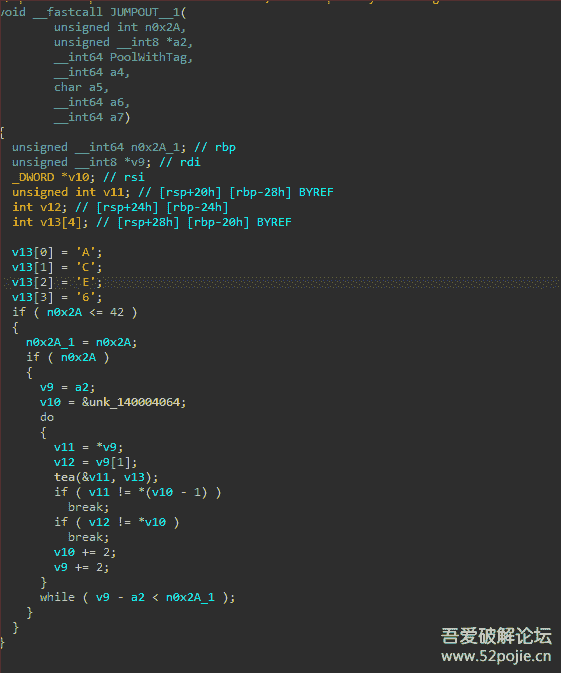 void __fastcall JUMPOUT__1(
unsigned int n0x2A,
unsigned __int8 *a2,
__int64 PoolWithTag,
__int64 a4,
char a5,
__int64 a6,
__int64 a7)
{
unsigned __int64 n0x2A_1; // rbp
unsigned __int8 *v9; // rdi
_DWORD *v10; // rsi
unsigned int v11; // [rsp+20h] [rbp-28h] BYREF
int v12; // [rsp+24h] [rbp-24h]
int v13[4]; // [rsp+28h] [rbp-20h] BYREF
v13[0] = 'A';
v13[1] = 'C';
v13[2] = 'E';
v13[3] = '6';
if ( n0x2A <= 42 )
{
n0x2A_1 = n0x2A;
if ( n0x2A )
{
v9 = a2;
v10 = &unk_140004064;
do
{
v11 = *v9;
v12 = v9[1];
tea(&v11, v13);
if ( v11 != *(v10 - 1) )
break;
if ( v12 != *v10 )
break;
v10 += 2;
v9 += 2;
}
while ( v9 - a2 < n0x2A_1 );
}
}
}
吾爱破解论坛
www.52pojie.cn